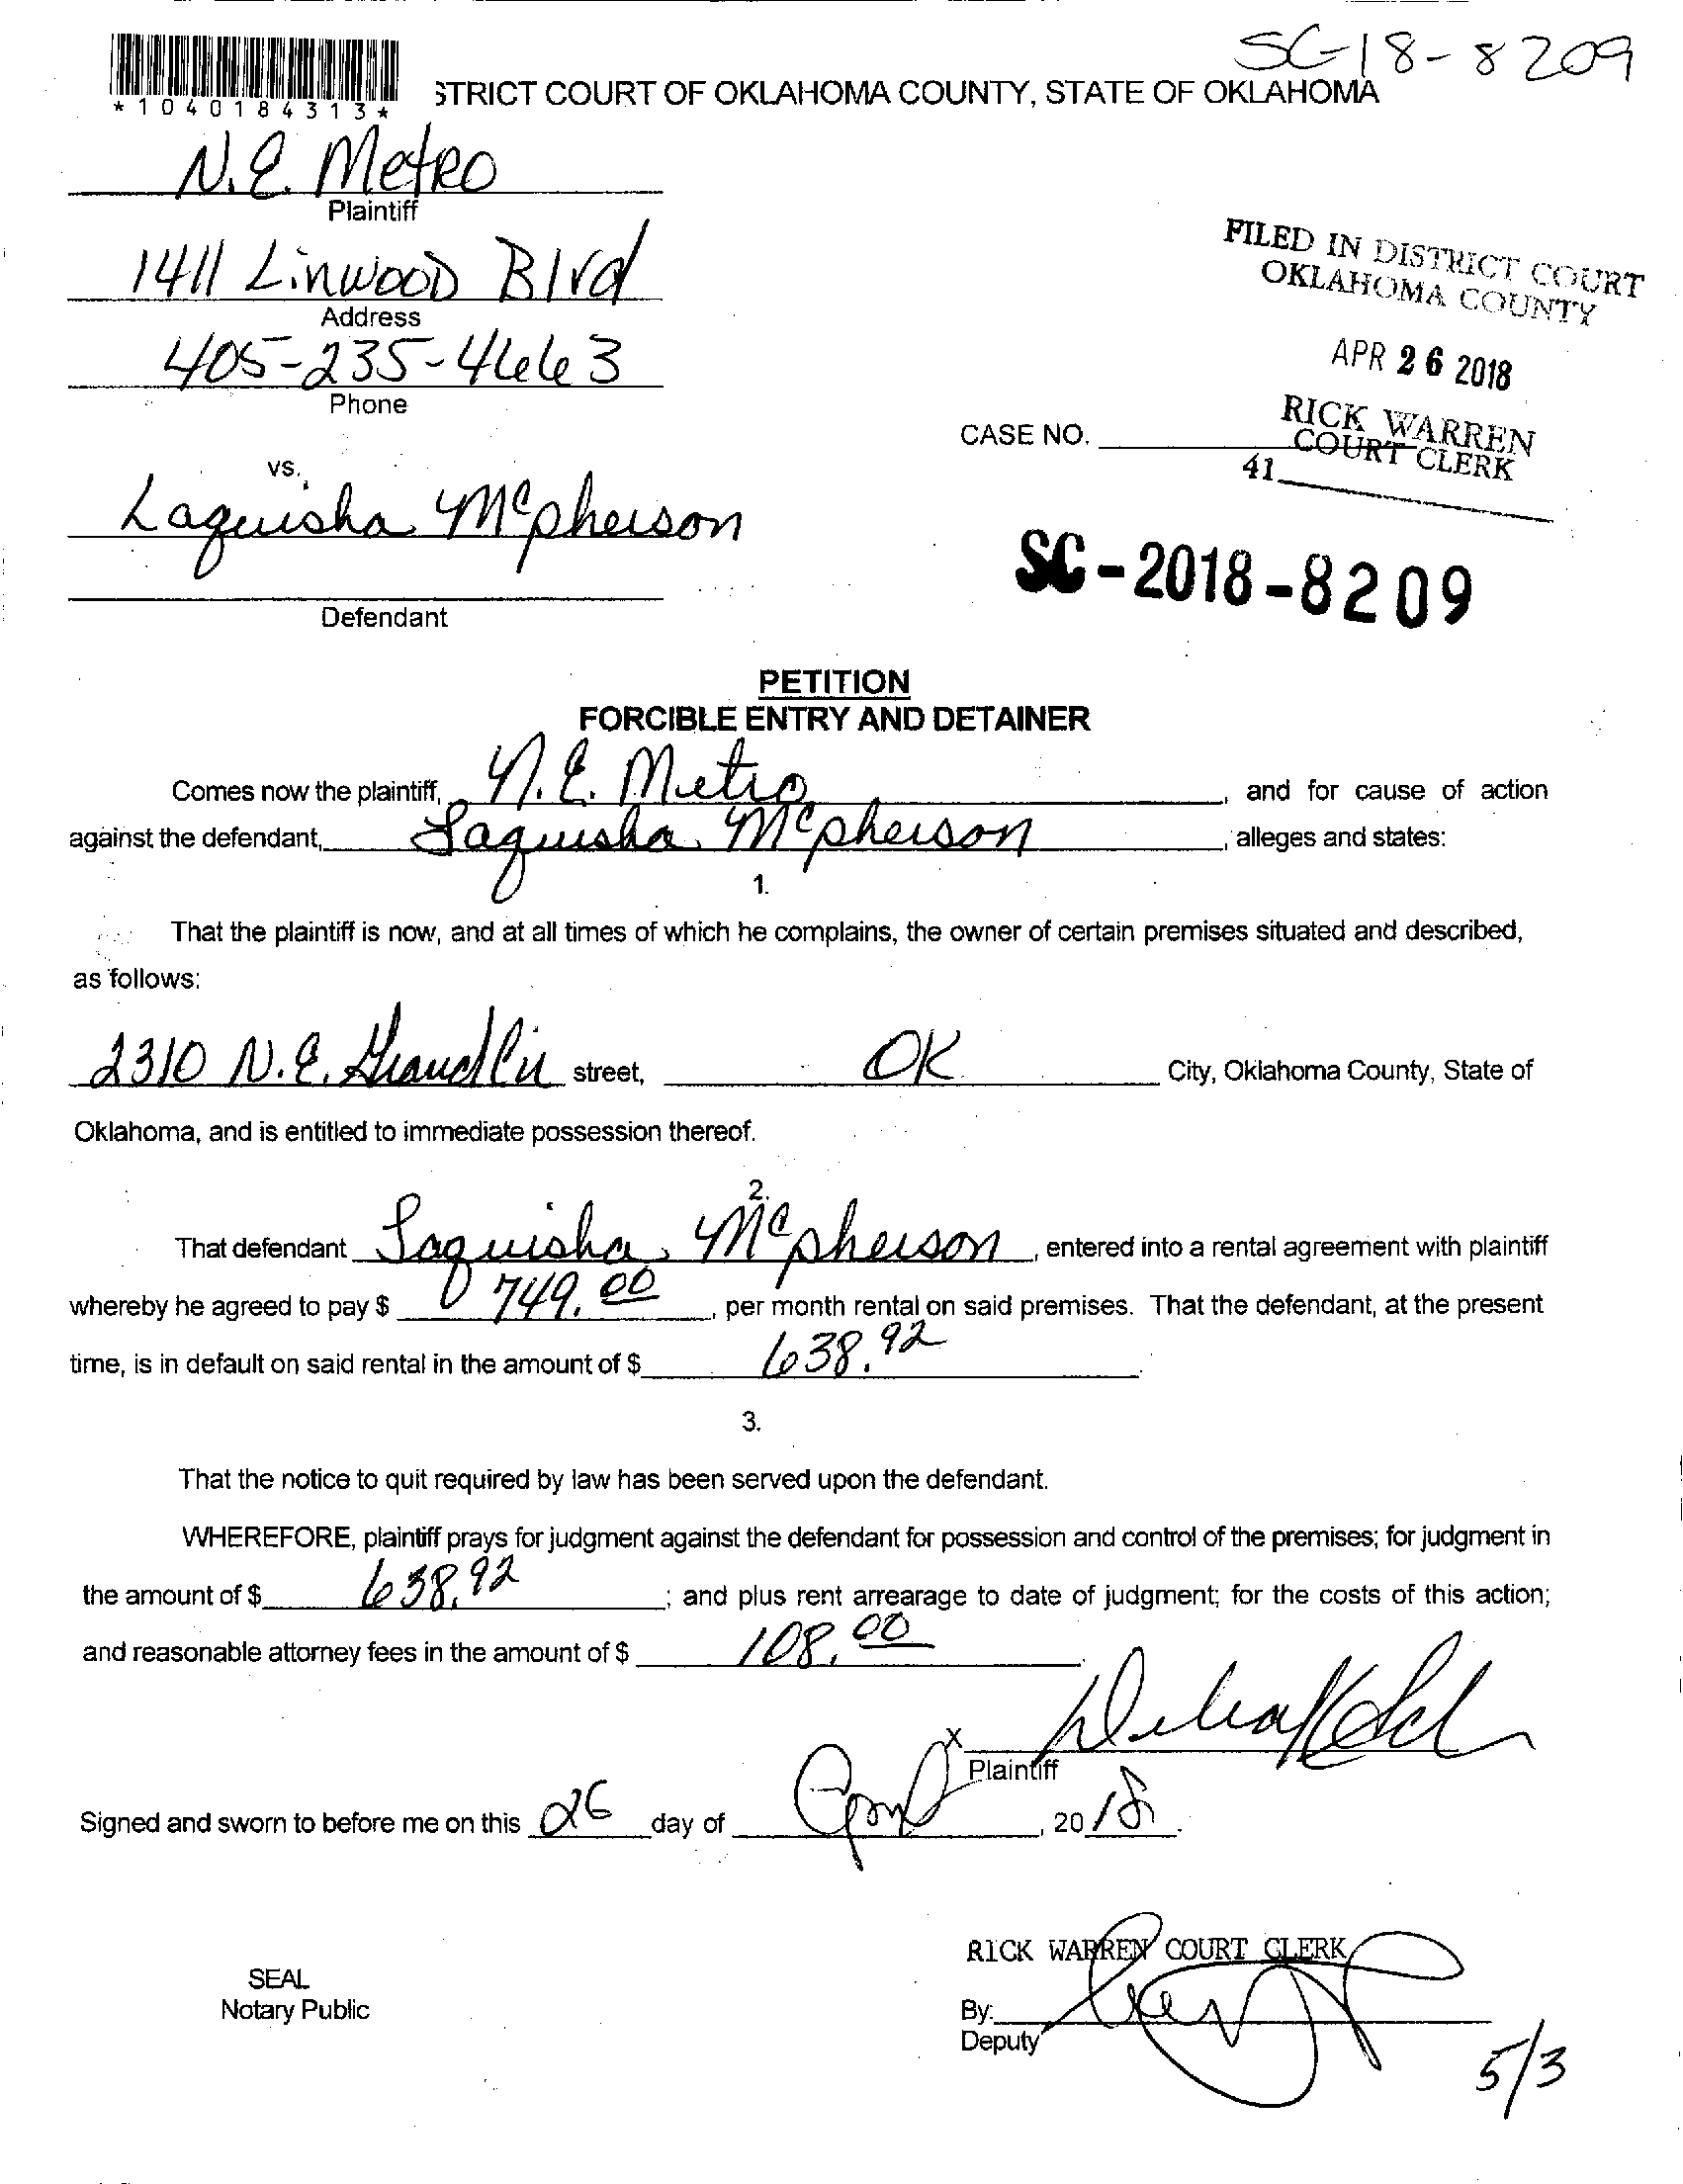 SC-18-8209
*1040184313*
STRICT COURT OF OKLAHOMA COUNTY, STATE OF OKLAHOMA
N.E. Metro
Plaintiff
1411 Linwood Blvd
Address
405-235-4663
Phone
FILED IN DISTRICT COURT
OKLAHOMA COUNTY
APR 26 2018
RICK WARREN
COURT CLERK
41
CASE NO.
vs.
Laquisha Mcpherson
Defendant
SC-2018-8209
PETITION
FORCIBLE ENTRY AND DETAINER
Comes now the plaintiff, N.E. Metro, and for cause of action
against the defendant, Laquisha Mcpherson, alleges and states:
1.
That the plaintiff is now, and at all times of which he complains, the owner of certain premises situated and described,
as follows:
2310 N.E. street, OK City, Oklahoma County, State of
Oklahoma, and is entitled to immediate possession thereof.
2.
That defendant Laquisha Mcpherson, entered into a rental agreement with plaintiff
whereby he agreed to pay $ 749.00, per month rental on said premises. That the defendant, at the present
time, is in default on said rental in the amount of $ 638.92.
3.
That the notice to quit required by law has been served upon the defendant.
WHEREFORE, plaintiff prays for judgment against the defendant for possession and control of the premises; for judgment in
the amount of $ 638.92; and plus rent arrearage to date of judgment; for the costs of this action;
and reasonable attorney fees in the amount of $ 108.00.
X
Plaintiff
Signed and sworn to before me on this 26 day of April, 2018.
RICK WARREN COURT CLERK
SEAL
Notary Public
By:
Deputy
5/3